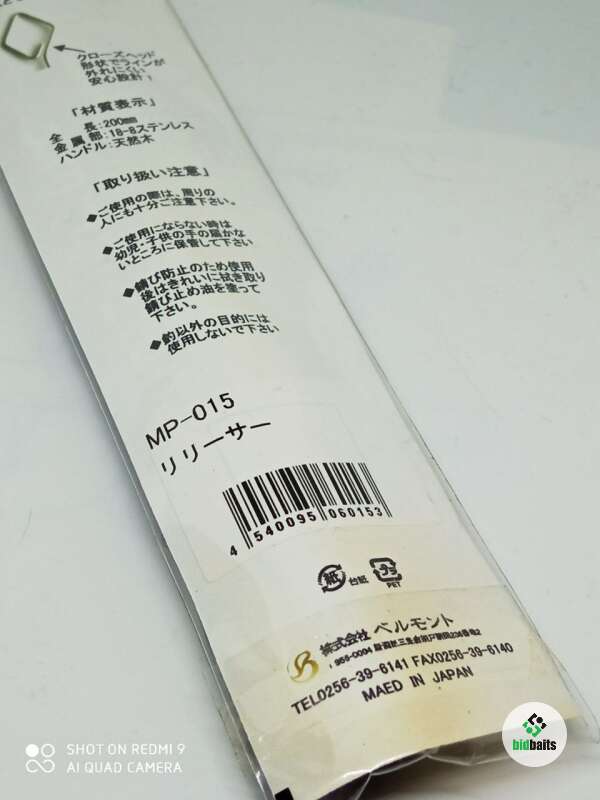 クローズヘッド
形状でラインが
外れにくい
安心設計！
「材質表示」
全　　長:200mm
金 属 部:18-8ステンレス
ハンドル:天然木
「取り扱い注意」
◆ご使用の際は、周りの
人にも十分ご注意下さい。
◆ご使用にならない時は
幼児・子供の手の届かな
いところに保管して下さい
◆錆び防止のため使用
後はきれいに拭き取り
錆び止め油を塗って
下さい。
◆釣以外の目的には
使用しないで下さい
MP-015
リリーサー
4 540095 060153
紙 台紙 PET
株式会社 ベルモント
〒959-0094 新潟県三条市
TEL0256-39-6141 FAX0256-39-6140
MAED IN JAPAN
SHOT ON REDMI 9
AI QUAD CAMERA
bidbaits